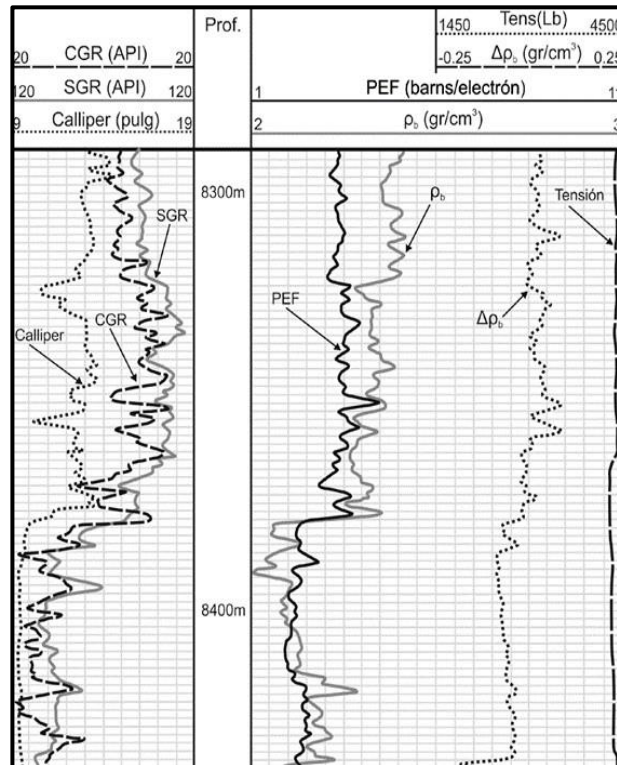 Prof.
1450 Tens(Lb) 4500
20 CGR (API) 20
-0.25 Δρb (gr/cm³) 0.25
120 SGR (API) 120
1 PEF (barns/electrón) 11
9 Calliper (pulg) 19
2 ρb (gr/cm³) 3
8300m
Tensión
SGR
ρb
CGR
PEF
Δρb
Calliper
8400m